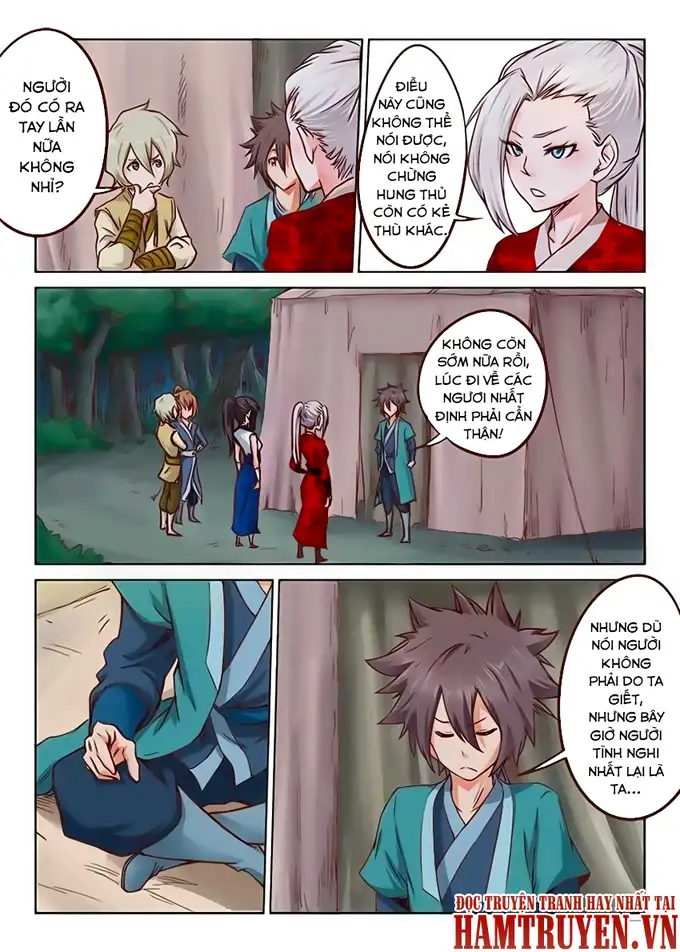 NGƯỜI
ĐÓ CÓ RA
TAY LẦN
NỮA
KHÔNG
NHỈ?
ĐIỀU
NÀY CŨNG
KHÔNG THỂ
NÓI ĐƯỢC,
NÓI KHÔNG
CHỪNG
HUNG THỦ
CÒN CÓ KẺ
THÙ KHÁC.
KHÔNG CÒN
SỚM NỮA RỒI,
LÚC ĐI VỀ CÁC
NGƯƠI NHẤT
ĐỊNH PHẢI CẨN
THẬN!
NHƯNG DÙ
NÓI NGƯỜI
KHÔNG
PHẢI DO TA
GIẾT,
NHƯNG BÂY
GIỜ NGƯỜI
TÌNH NGHI
NHẤT LẠI LÀ
TA...
ĐỌC TRUYỆN TRANH HAY NHẤT TẠI
HAMTRUYEN.VN